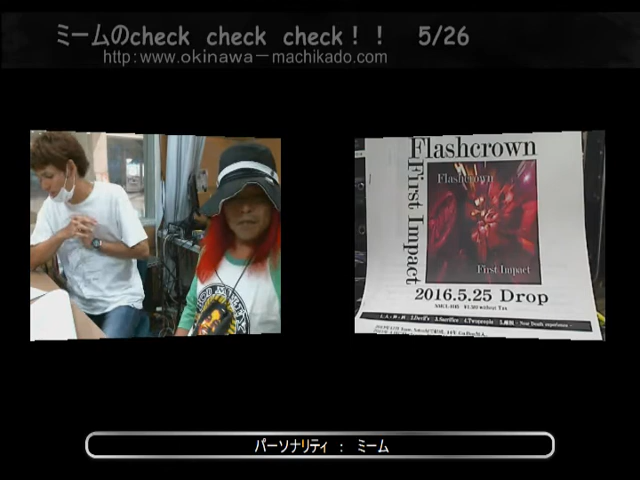 ミームのcheck check check！！ 5/26
http:www.okinawa－machikado.com
Flashcrown
First Impact
Flashcrown
First Impact
2016.5.25 Drop
パーソナリティ ： ミーム